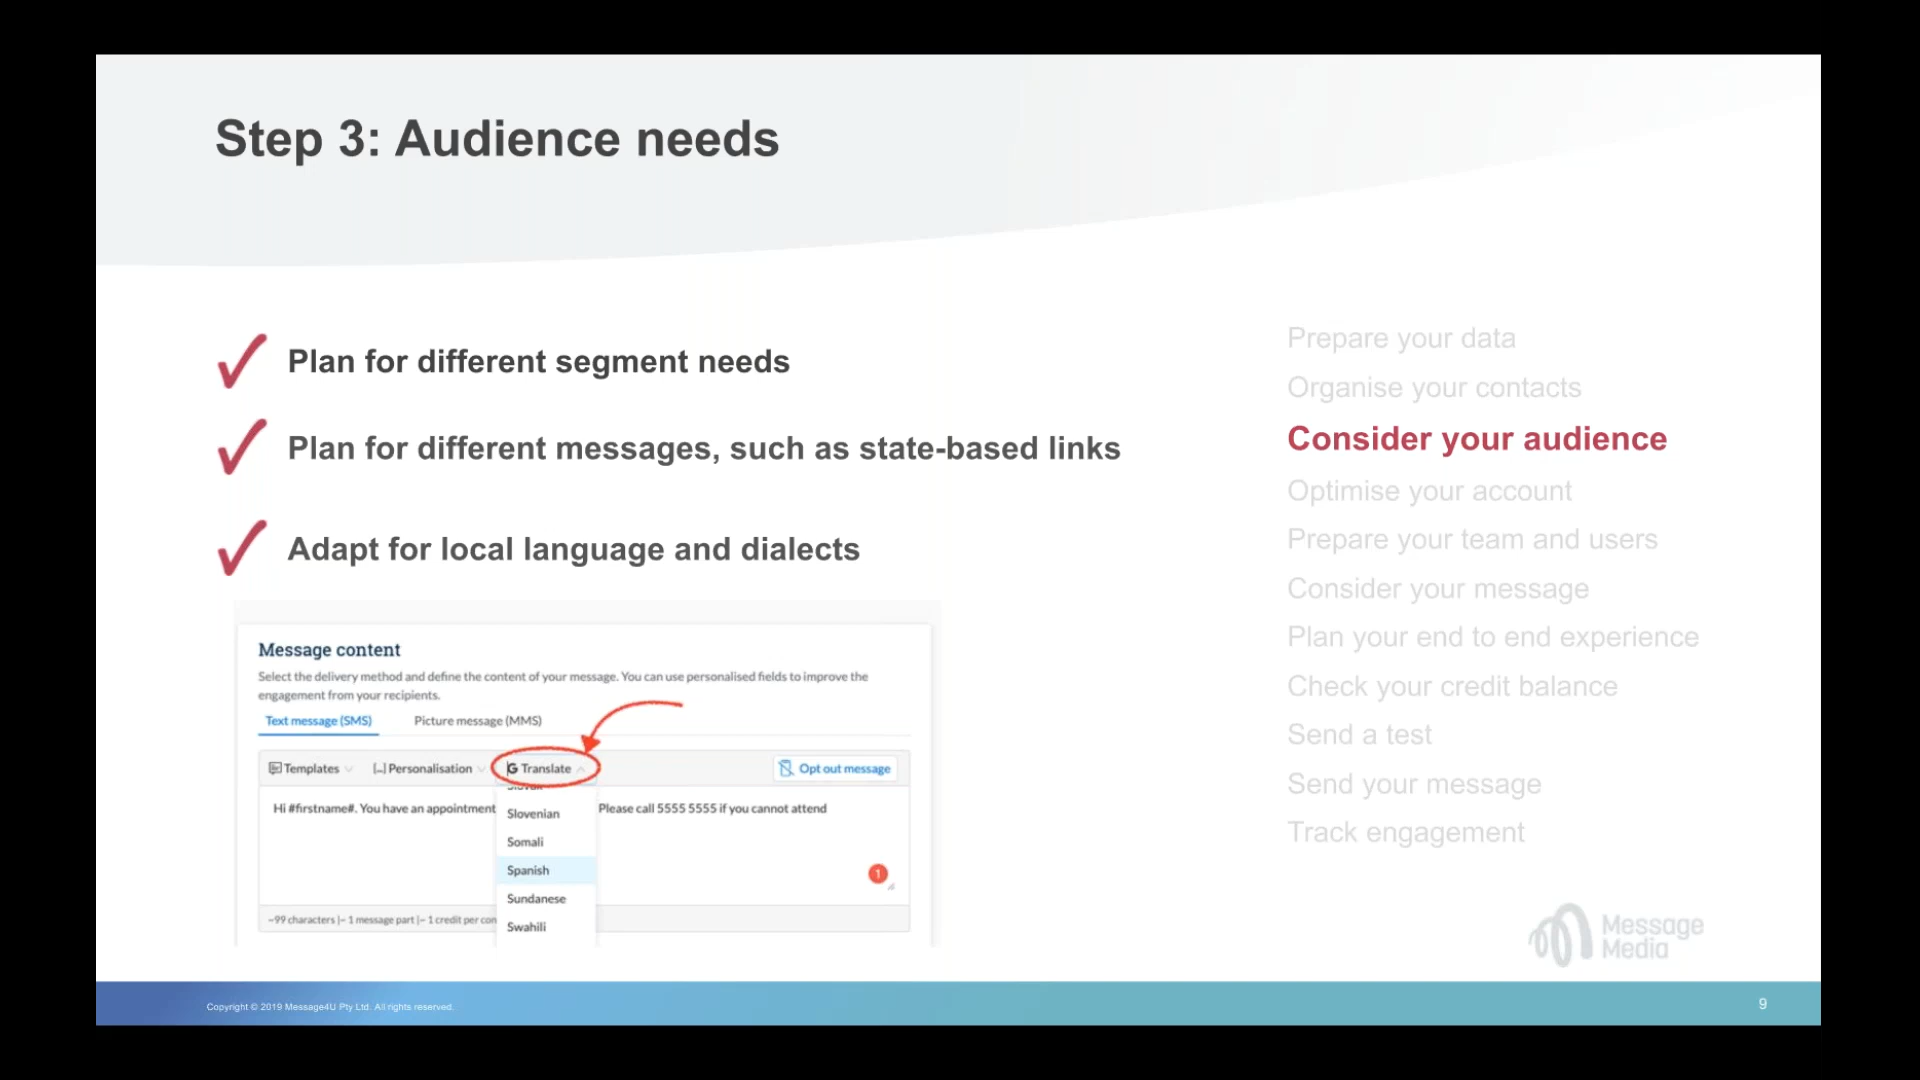 Step 3: Audience needs
Plan for different segment needs
Plan for different messages, such as state-based links
Adapt for local language and dialects
Message content
Select the delivery method and define the content of your message. You can use personalised fields to improve the
engagement from your recipients.
Text message (SMS) Picture message (MMS)
Templates Personalisation Translate Opt out message
Hi #firstname#. You have an appointment Please call 5555 5555 if you cannot attend
Slovak
Slovenian
Somali
Spanish
1
Sundanese
~99 characters |~ 1 message part |~ 1 credit per con
Swahili
Prepare your data
Organise your contacts
Consider your audience
Optimise your account
Prepare your team and users
Consider your message
Plan your end to end experience
Check your credit balance
Send a test
Send your message
Track engagement
Message
Media
Copyright © 2019 Message4U Pty Ltd. All rights reserved.
9